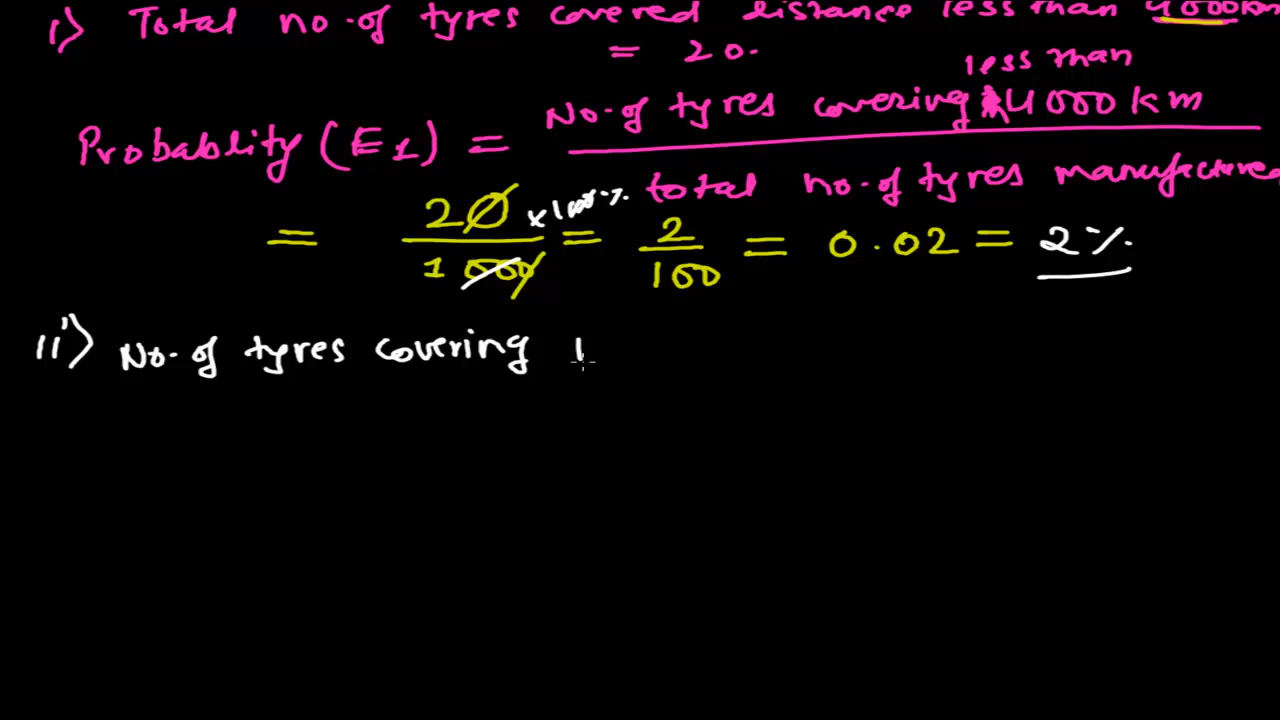 i) Total no. of tyres covered distance less than 4000km
= 20.
less than
Probablity (E1) = No. of tyres covering 4000 km
total no. of tyres manufactured
= 20/1000 x 100% = 2/100 = 0.02 = 2%
ii) No. of tyres covering